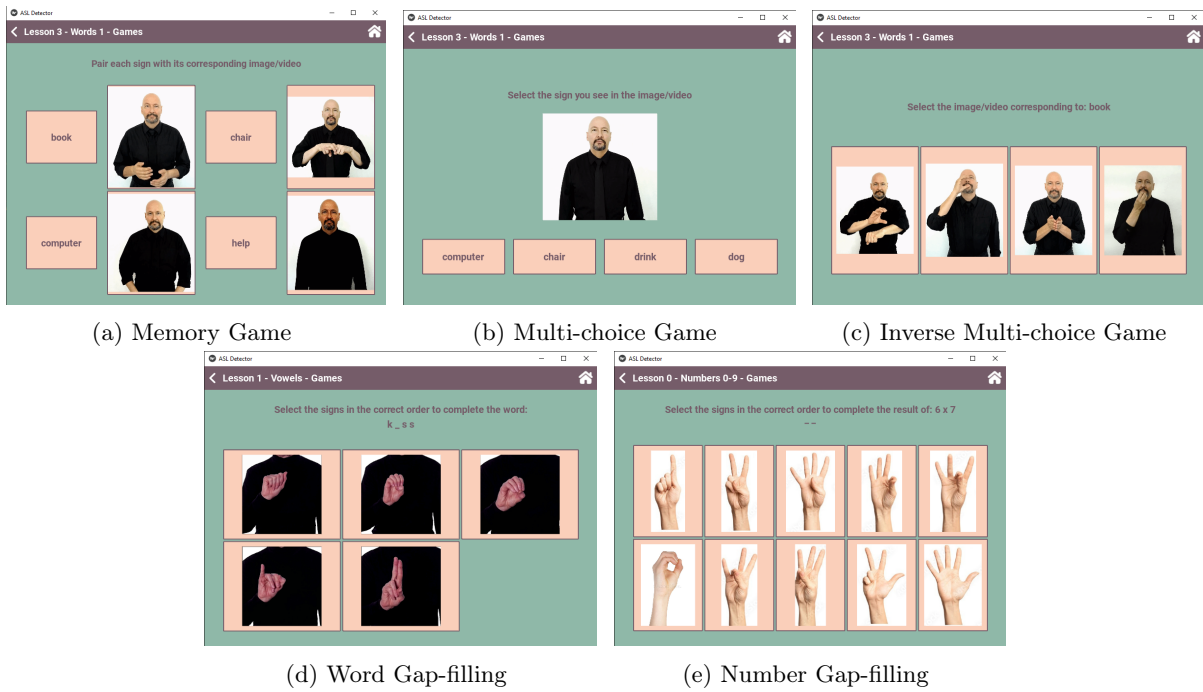 ASL Detector
Lesson 3 - Words 1 - Games
Pair each sign with its corresponding image/video
book
chair
computer
help
(a) Memory Game
ASL Detector
Lesson 3 - Words 1 - Games
Select the sign you see in the image/video
computer
chair
drink
dog
(b) Multi-choice Game
ASL Detector
Lesson 3 - Words 1 - Games
Select the image/video corresponding to: book
(c) Inverse Multi-choice Game
ASL Detector
Lesson 1 - Vowels - Games
Select the signs in the correct order to complete the word:
k _ s s
(d) Word Gap-filling
ASL Detector
Lesson 0 - Numbers 0-9 - Games
Select the signs in the correct order to complete the result of: 6 x 7
_ _
(e) Number Gap-filling